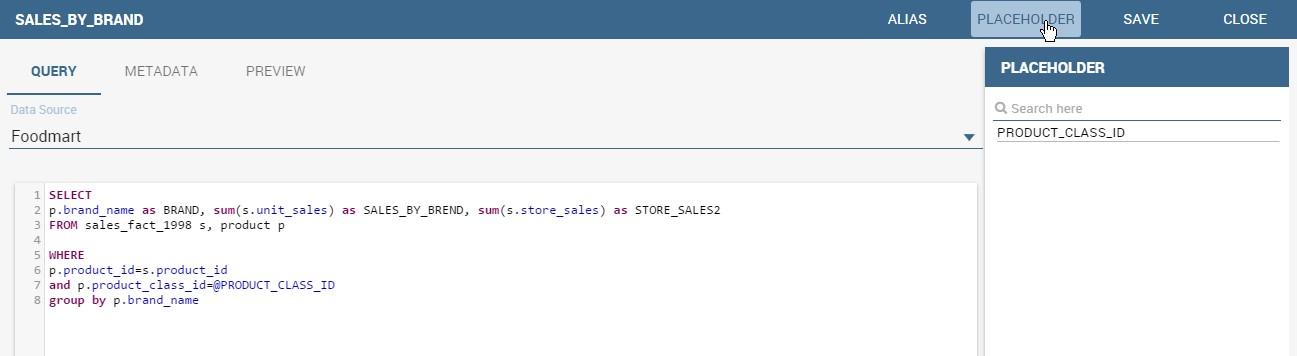 SALES_BY_BRAND ALIAS PLACEHOLDER SAVE CLOSE
QUERY METADATA PREVIEW
Data Source
Foodmart
1 SELECT
2 p.brand_name as BRAND, sum(s.unit_sales) as SALES_BY_BREND, sum(s.store_sales) as STORE_SALES2
3 FROM sales_fact_1998 s, product p
4
5 WHERE
6 p.product_id=s.product_id
7 and p.product_class_id=@PRODUCT_CLASS_ID
8 group by p.brand_name
PLACEHOLDER
Search here
PRODUCT_CLASS_ID